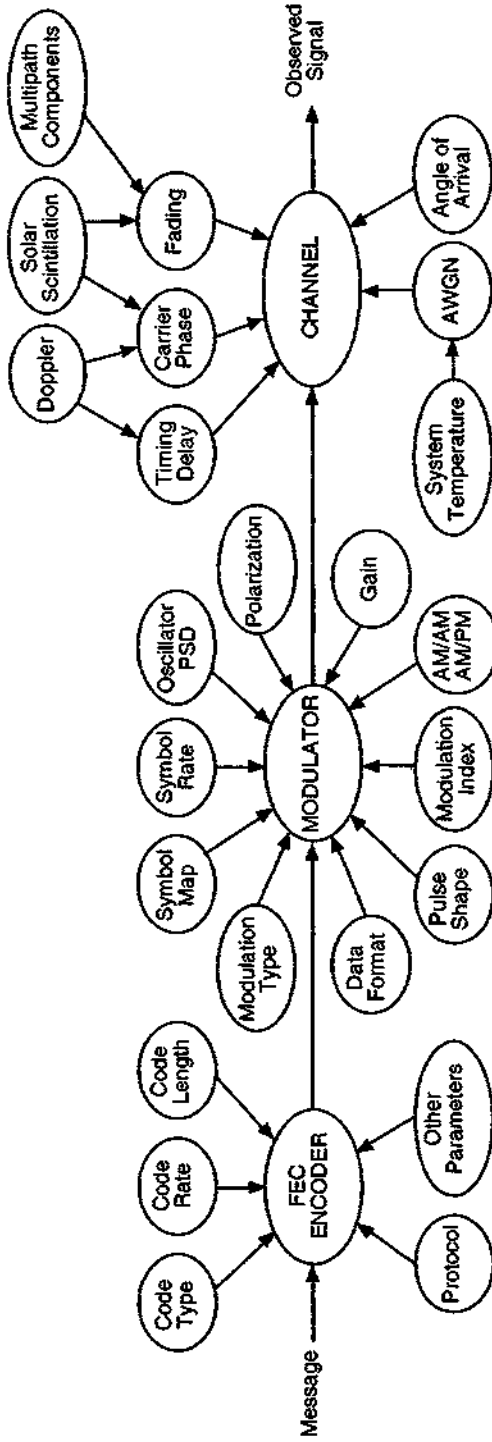 Message
Code
Type
Code
Rate
Code
Length
FEC
ENCODER
Protocol
Other
Parameters
Symbol
Map
Symbol
Rate
Oscillator
PSD
Modulation
Type
Polarization
MODULATOR
Data
Format
Gain
Pulse
Shape
Modulation
Index
AM/AM
AM/PM
Doppler
Solar
Scintillation
Multipath
Components
Timing
Delay
Carrier
Phase
Fading
CHANNEL
System
Temperature
AWGN
Angle of
Arrival
Observed
Signal